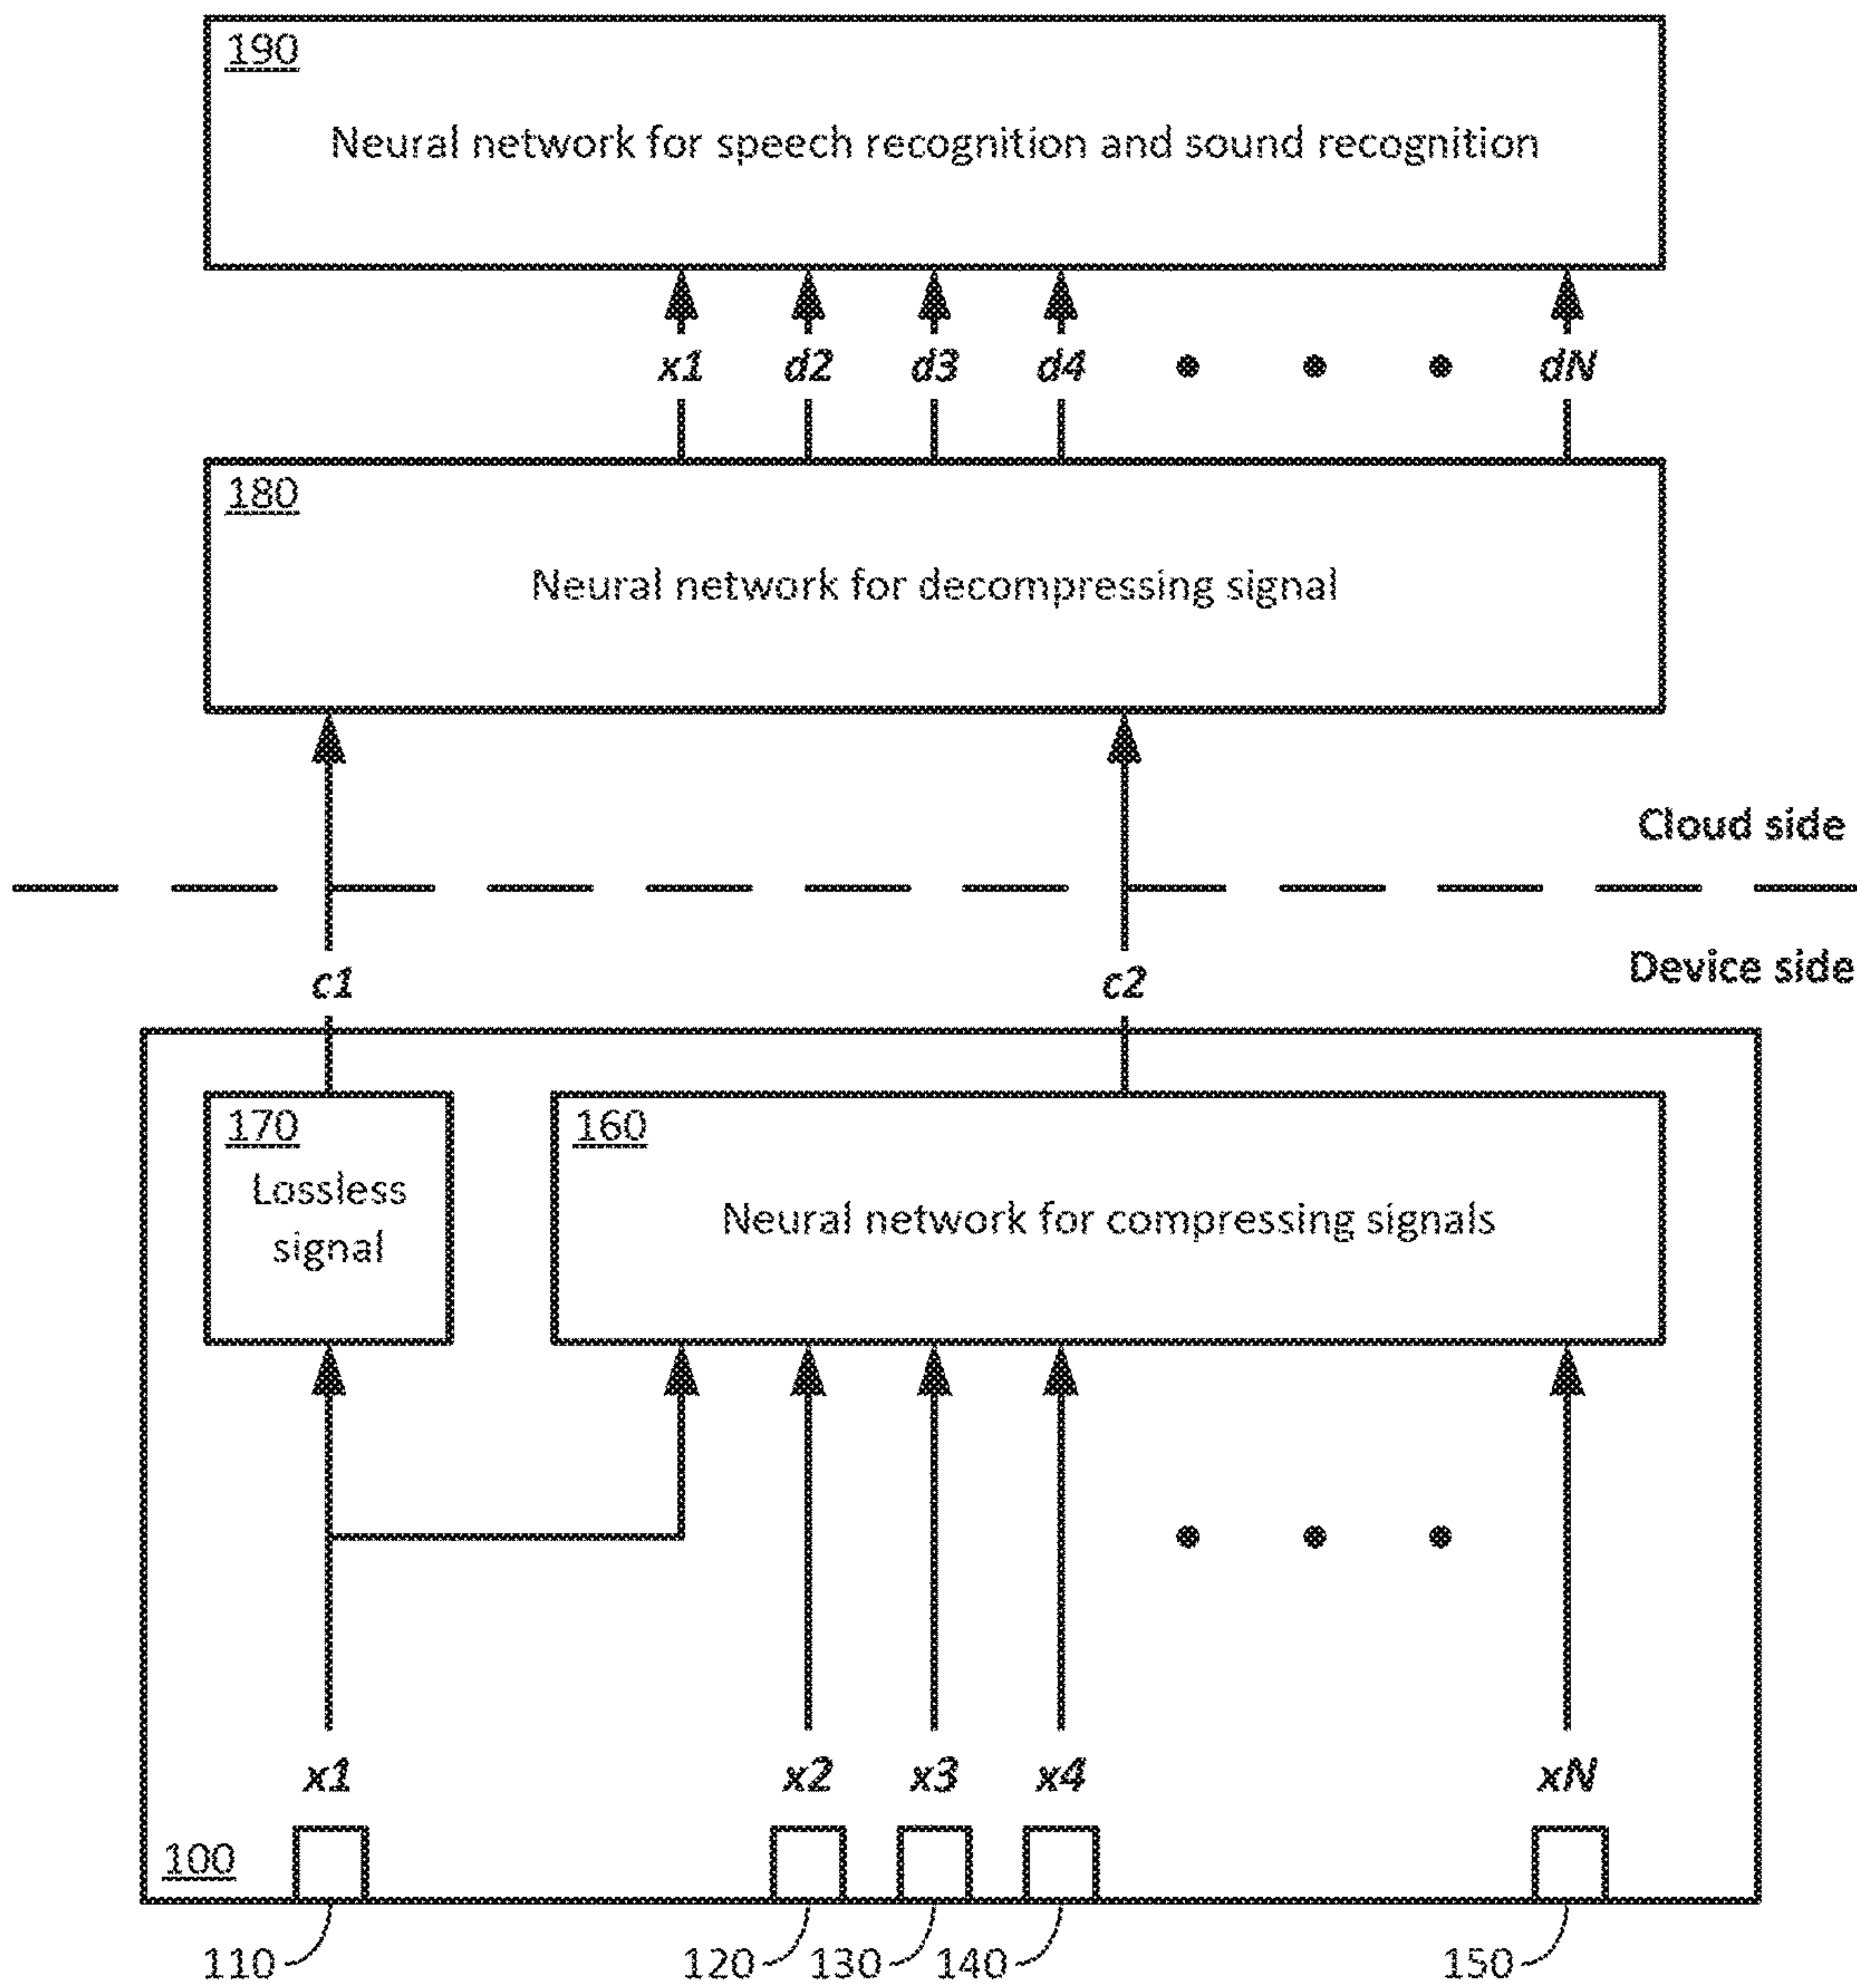 190
Neural network for speech recognition and sound recognition
x1 d2 d3 d4 dN
180
Neural network for decompressing signal
Cloud side
Device side
c1 c2
170 160
Lossless
signal
Neural network for compressing signals
x1 x2 x3 x4 xN
100
110 120 130 140 150